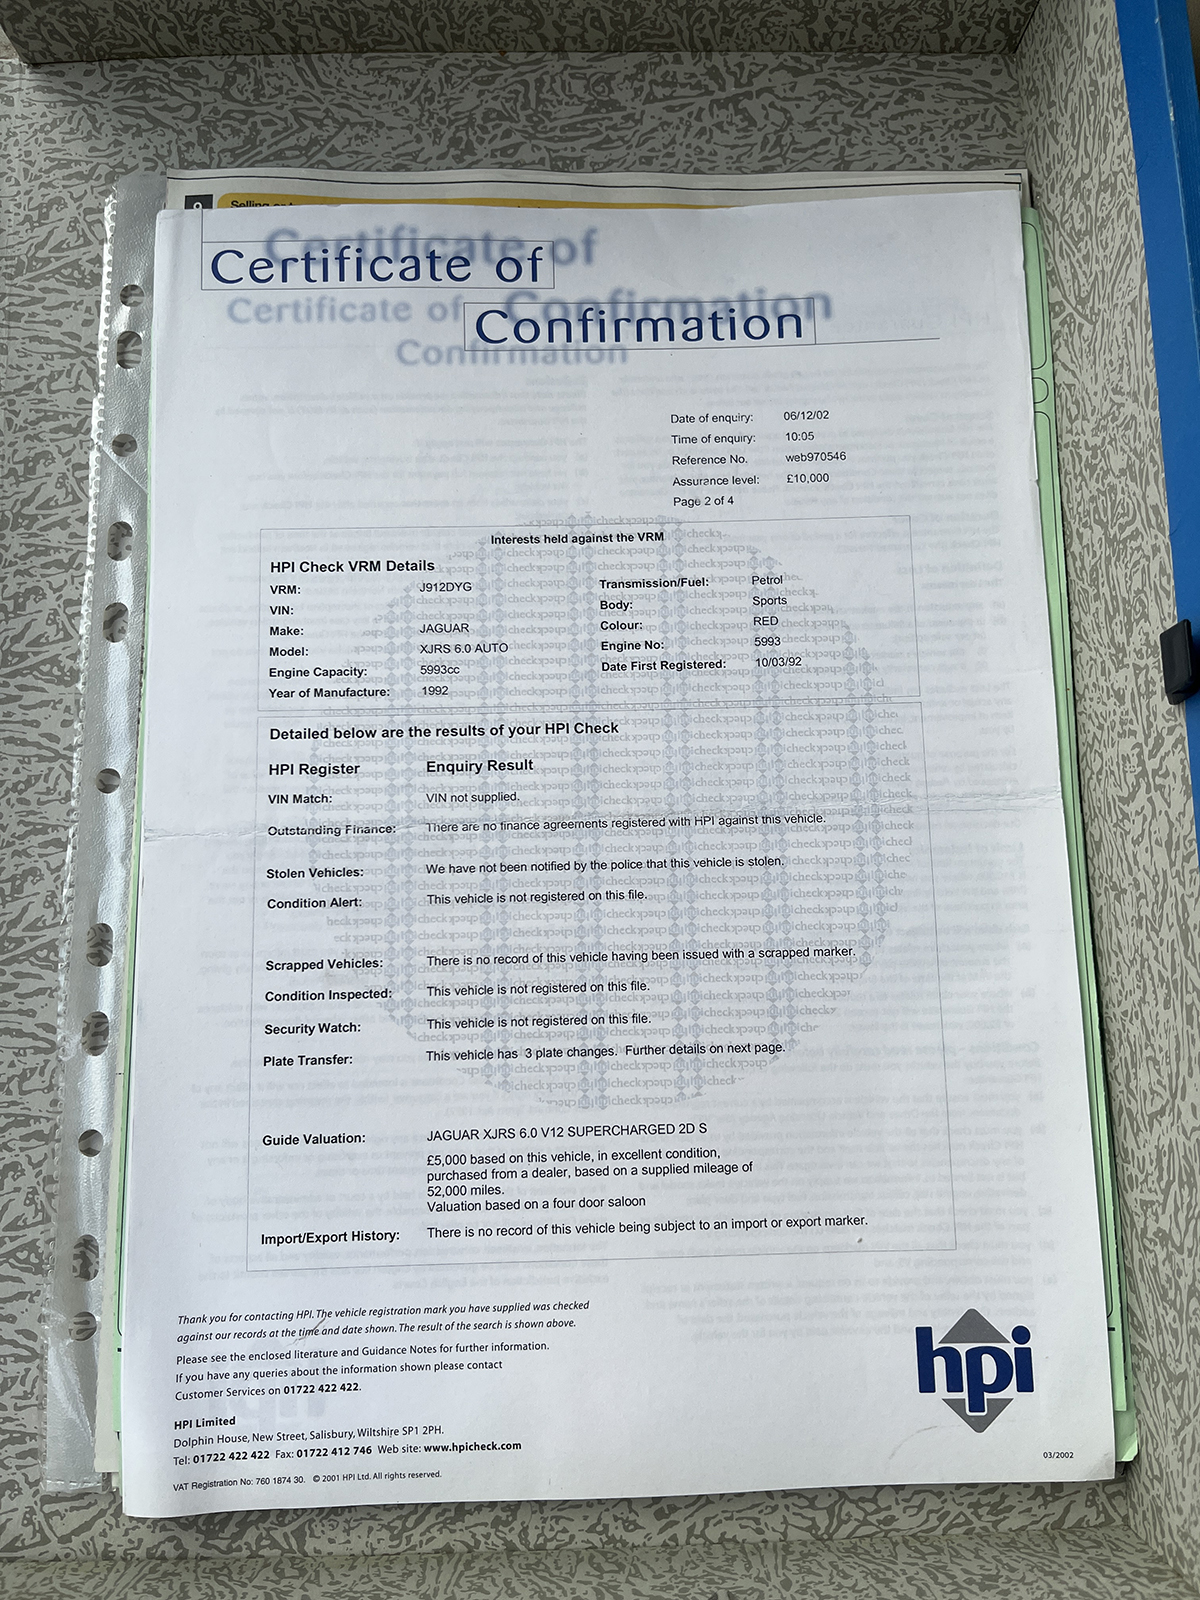 9
Selling or
Certificate of
Confirmation
Date of enquiry: 06/12/02
Time of enquiry: 10:05
Reference No. web970546
Assurance level: £10,000
Page 2 of 4
Interests held against the VRM
HPI Check VRM Details
VRM: J912DYG Transmission/Fuel: Petrol
VIN: Body: Sports
Make: JAGUAR Colour: RED
Model: XJRS 6.0 AUTO Engine No: 5993
Engine Capacity: 5993cc Date First Registered: 10/03/92
Year of Manufacture: 1992
Detailed below are the results of your HPI Check
HPI Register Enquiry Result
VIN Match: VIN not supplied.
Outstanding Finance: There are no finance agreements registered with HPI against this vehicle.
Stolen Vehicles: We have not been notified by the police that this vehicle is stolen.
Condition Alert: This vehicle is not registered on this file.
Scrapped Vehicles: There is no record of this vehicle having been issued with a scrapped marker.
Condition Inspected: This vehicle is not registered on this file.
Security Watch: This vehicle is not registered on this file.
Plate Transfer: This vehicle has 3 plate changes. Further details on next page.
Guide Valuation: JAGUAR XJRS 6.0 V12 SUPERCHARGED 2D S
£5,000 based on this vehicle, in excellent condition,
purchased from a dealer, based on a supplied mileage of
52,000 miles.
Valuation based on a four door saloon
Import/Export History: There is no record of this vehicle being subject to an import or export marker.
Thank you for contacting HPI. The vehicle registration mark you have supplied was checked
against our records at the time and date shown. The result of the search is shown above.
Please see the enclosed literature and Guidance Notes for further information.
If you have any queries about the information shown please contact
Customer Services on 01722 422 422.
hpi
HPI Limited
Dolphin House, New Street, Salisbury, Wiltshire SP1 2PH.
Tel: 01722 422 422 Fax: 01722 412 746 Web site: www.hpicheck.com
VAT Registration No: 760 1874 30. © 2001 HPI Ltd. All rights reserved.
03/2002